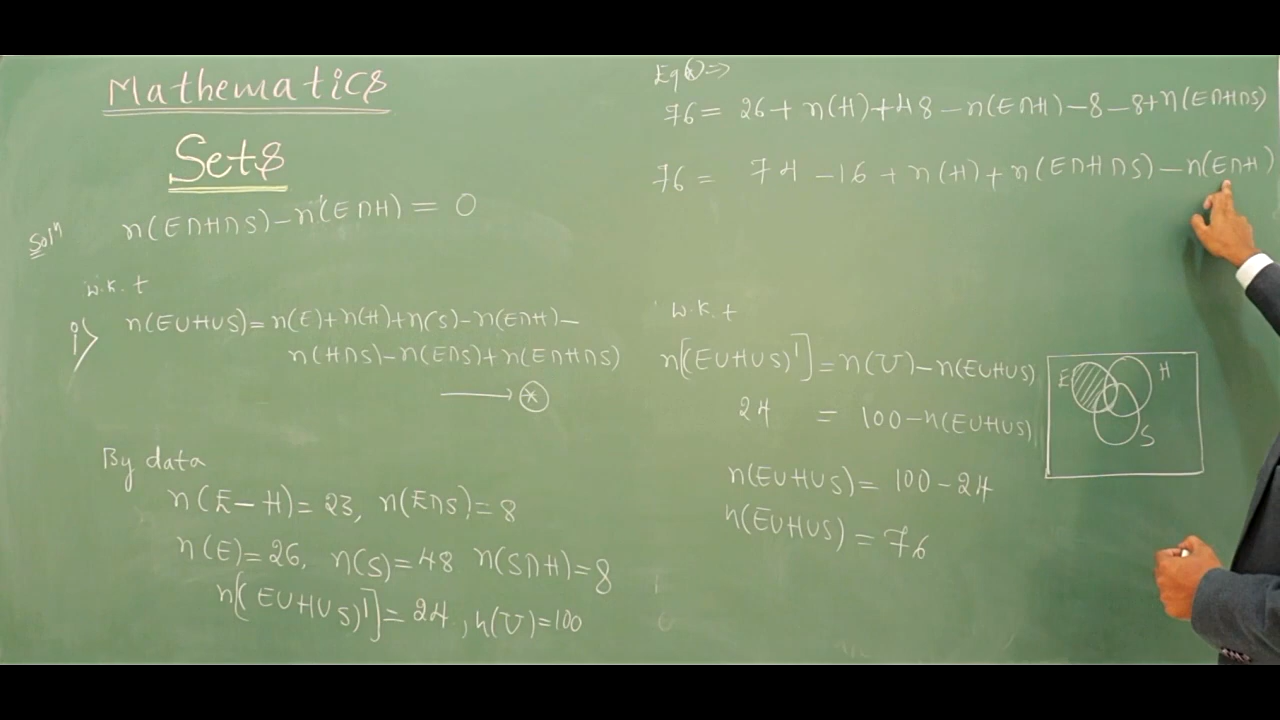 Mathematics
Sets
Solⁿ
n(E∩H∩S)-n(E∩H) = 0
w.k.t
i) n(E∪H∪S)=n(E)+n(H)+n(S)-n(E∩H)-
n(H∩S)-n(E∩S)+n(E∩H∩S)
⟶ ⊛
By data
n(E-H)=23, n(E∩S)=8
n(E)=26, n(S)=48 n(S∩H)=8
n[(E∪H∪S)']=24, n(U)=100
Eq ⊛ ⇒
76= 26+ n(H)+48-n(E∩H)-8-8+n(E∩H∩S)
76 = 74 -16 + n(H)+n(E∩H∩S)-n(E∩H)
w.k.t
n[(E∪H∪S)']=n(U)-n(E∪H∪S)
24 = 100-n(E∪H∪S)
n(E∪H∪S)= 100-24
n(E∪H∪S) = 76
E H
S